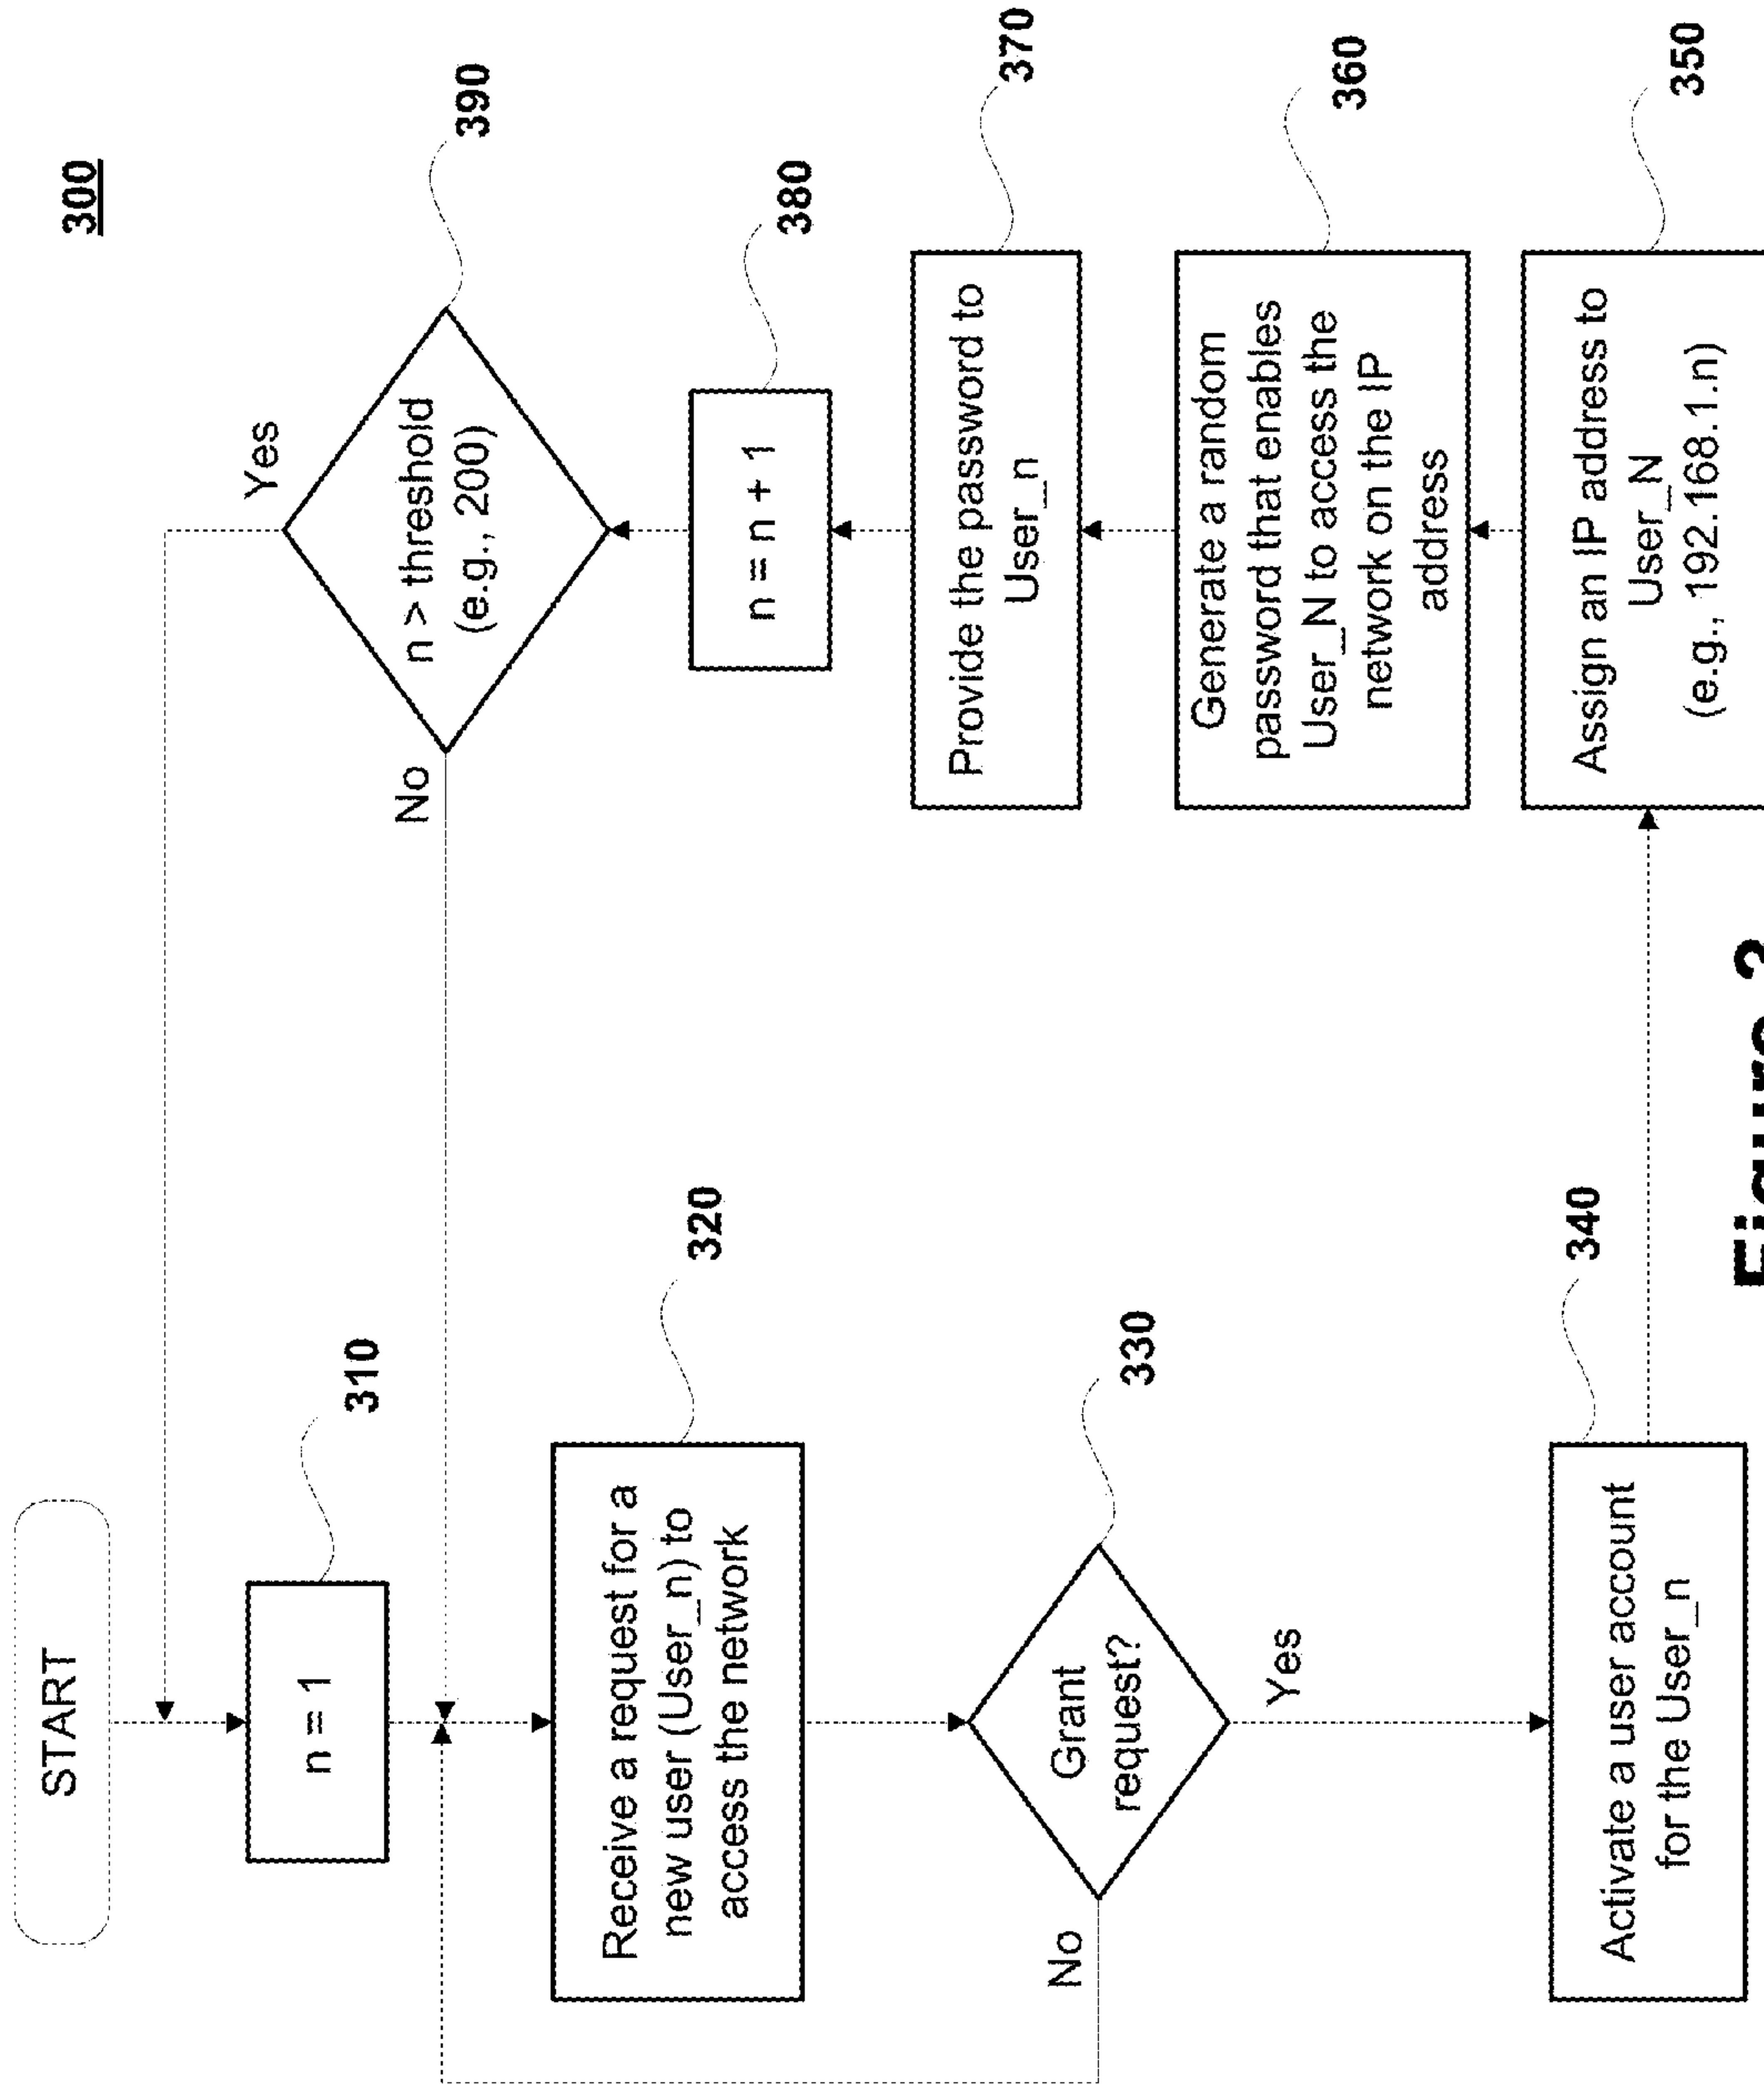 300
START
n = 1
310
Receive a request for a
new user (User_n) to
access the network
320
Grant
request?
330
No
Yes
Activate a user account
for the User_n
340
Assign an IP address to
User_N
(e.g., 192.168.1.n)
350
Generate a random
password that enables
User_N to access the
network on the IP
address
360
Provide the password to
User_n
370
n = n + 1
380
n > threshold
(e.g., 200)
390
No
Yes
Figure